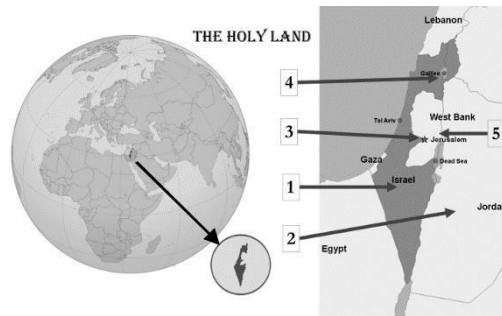 THE HOLY LAND
Lebanon
4
Galilee
Tel Aviv
West Bank
3
5
Jerusalem
Gaza
Dead Sea
1
Israel
2
Jorda
Egypt